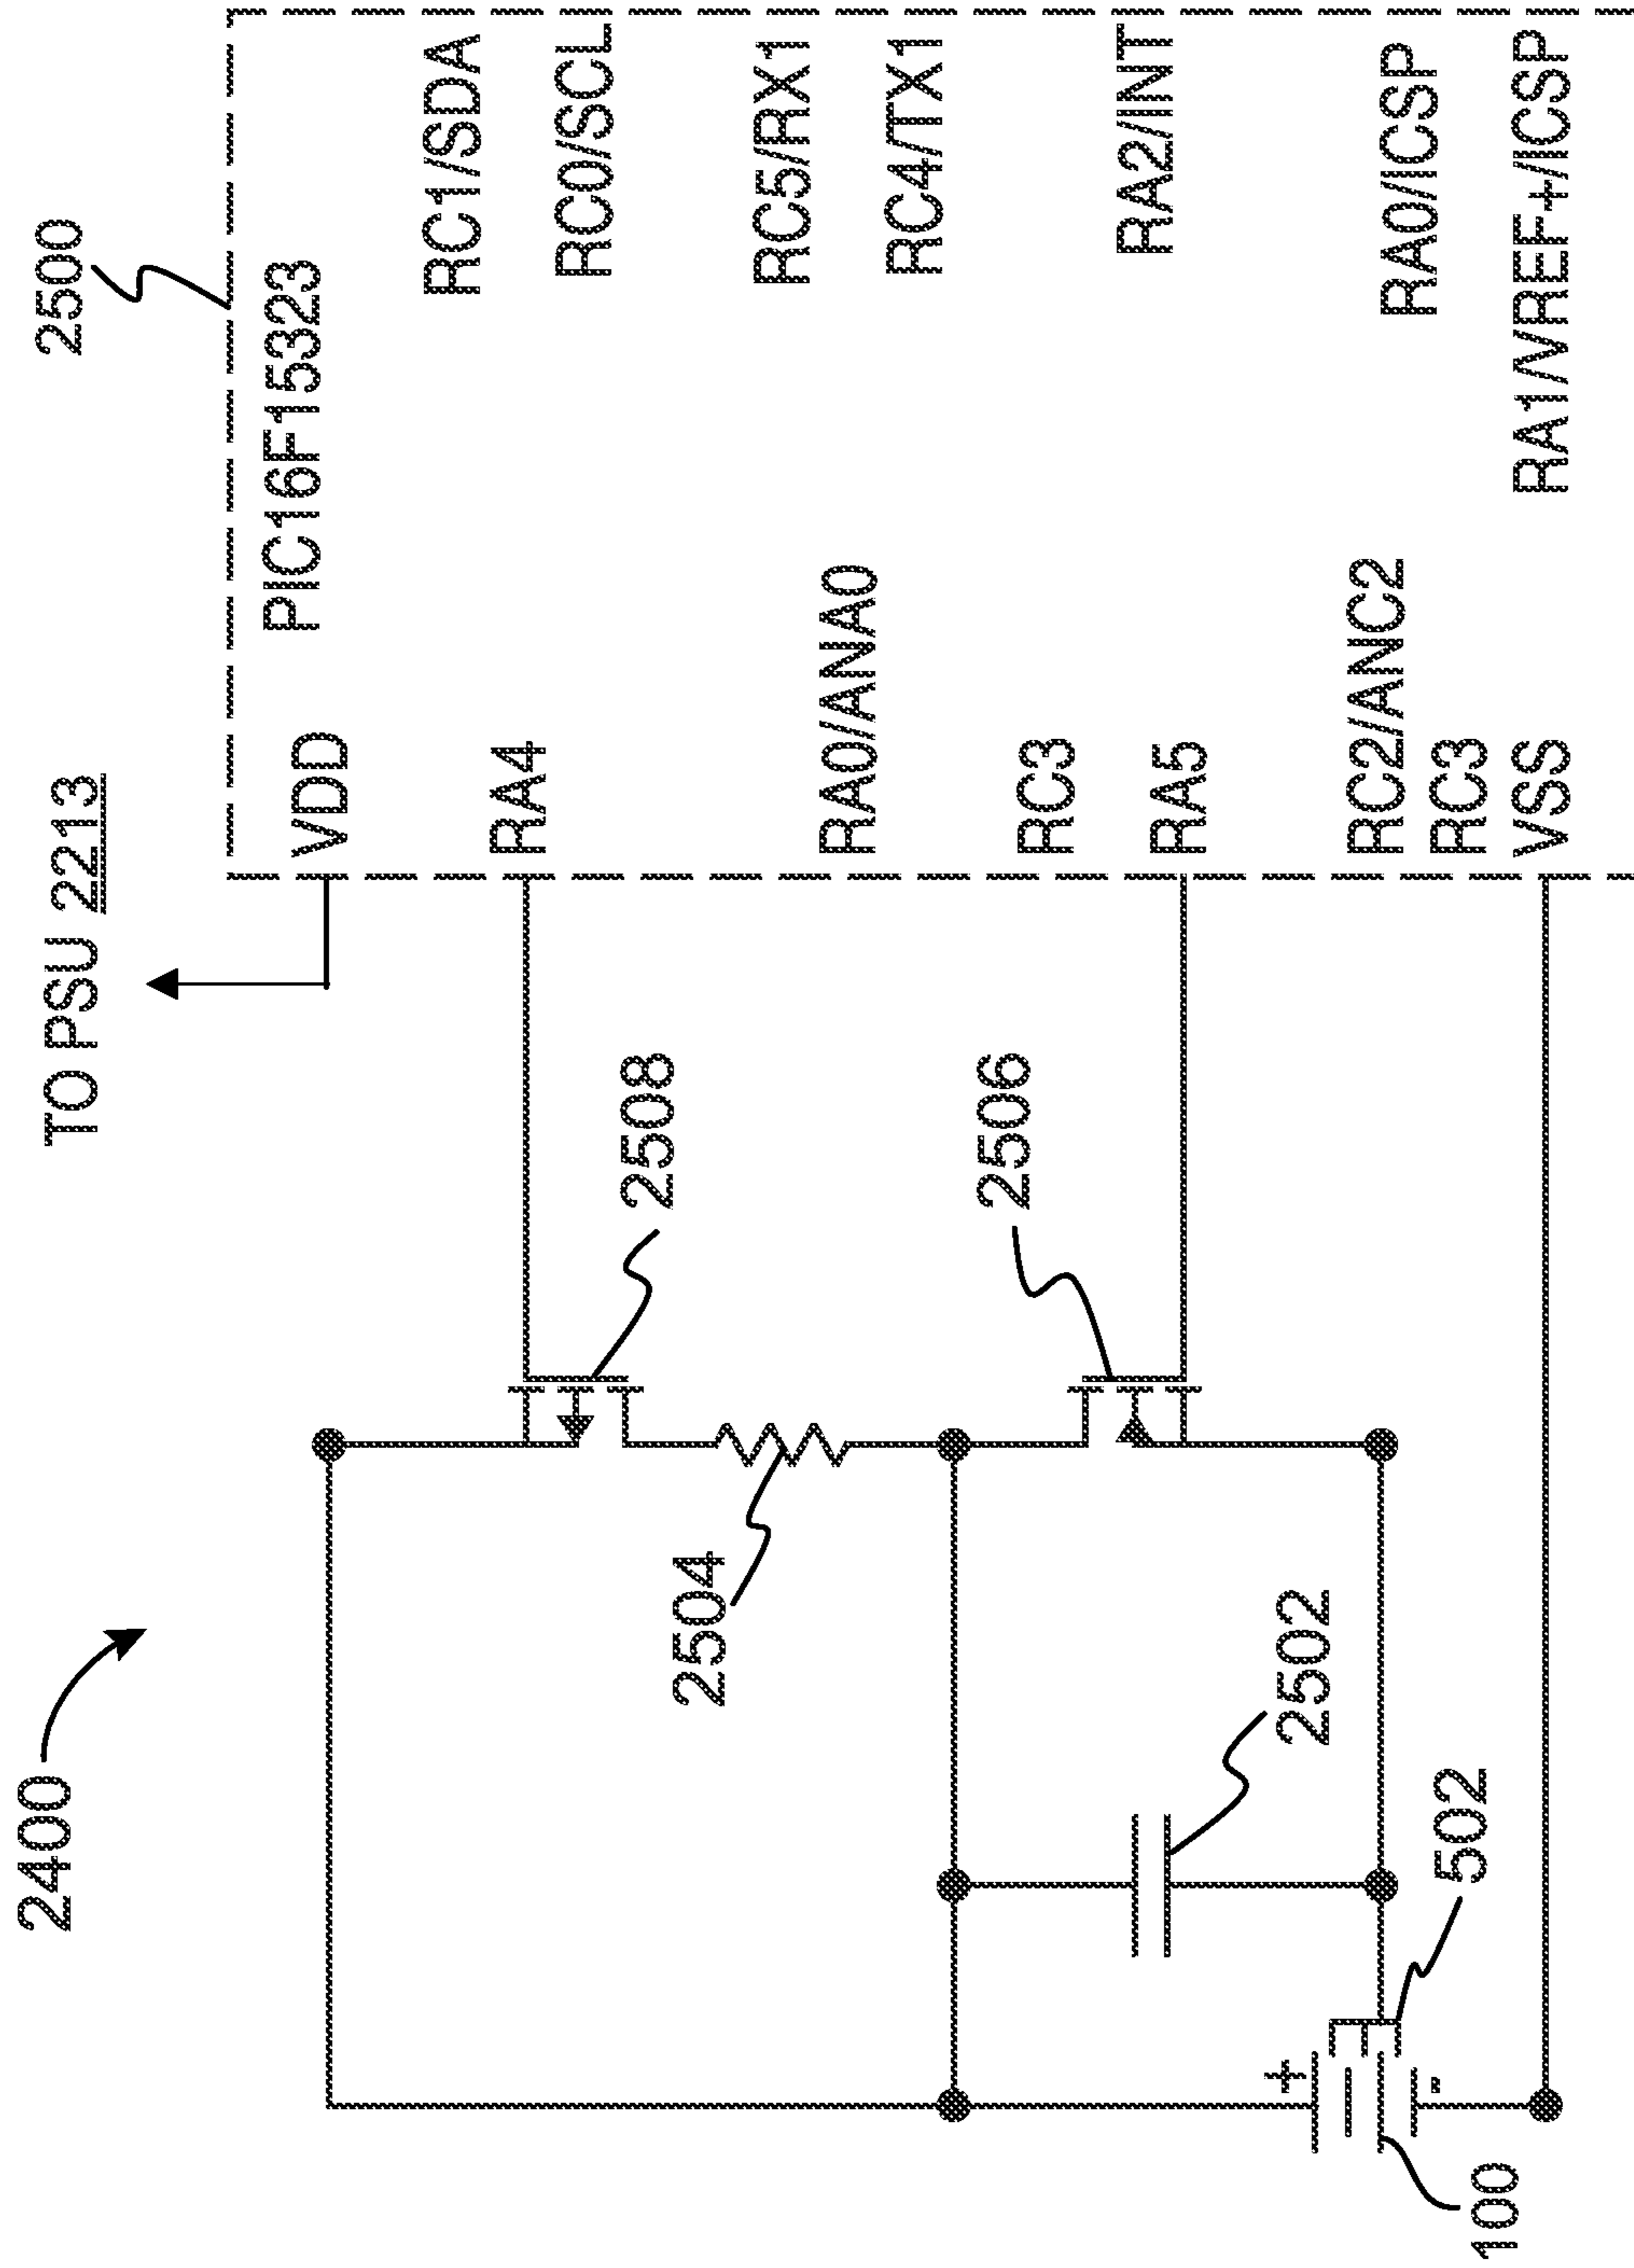 2400
TO PSU 2213
2500
PIC16F15323
VDD
RC1/SDA
RA4
RC0/SCL
2508
2504
RA0/ANA0
RC5/RX1
RC4/TX1
2506
RC3
RA5
RA2/INT
2502
+
RC2/ANC2
RA0/ICSP
RC3
-
502
100
VSS
RA1/VREF+/ICSP